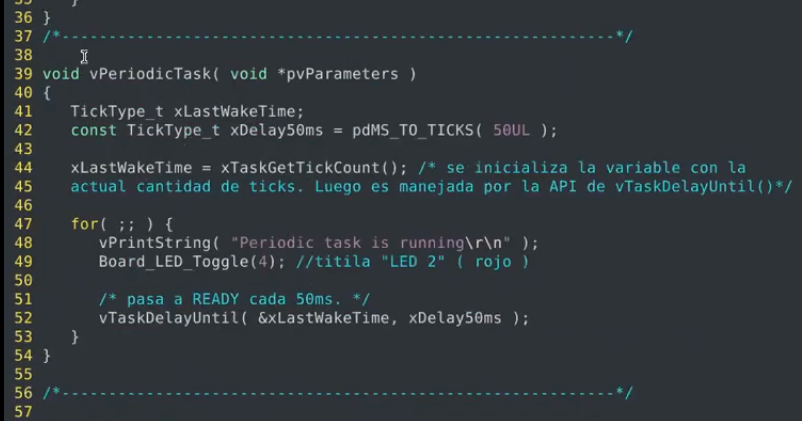 36 }
37 /*-----------------------------------------------------------*/
38
39 void vPeriodicTask( void *pvParameters )
40 {
41    TickType_t xLastWakeTime;
42    const TickType_t xDelay50ms = pdMS_TO_TICKS( 50UL );
43
44    xLastWakeTime = xTaskGetTickCount(); /* se inicializa la variable con la
45    actual cantidad de ticks. Luego es manejada por la API de vTaskDelayUntil()*/
46
47    for( ;; ) {
48       vPrintString( "Periodic task is running\r\n" );
49       Board_LED_Toggle(4); //titila "LED 2" ( rojo )
50
51       /* pasa a READY cada 50ms. */
52       vTaskDelayUntil( &xLastWakeTime, xDelay50ms );
53    }
54 }
55
56 /*-----------------------------------------------------------*/
57